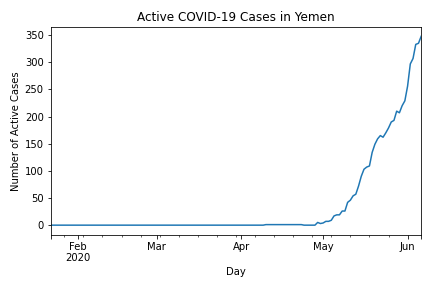 Active COVID-19 Cases in Yemen
350
300
250
200
150
100
50
0
Number of Active Cases
Feb
2020
Mar
Apr
May
Jun
Day